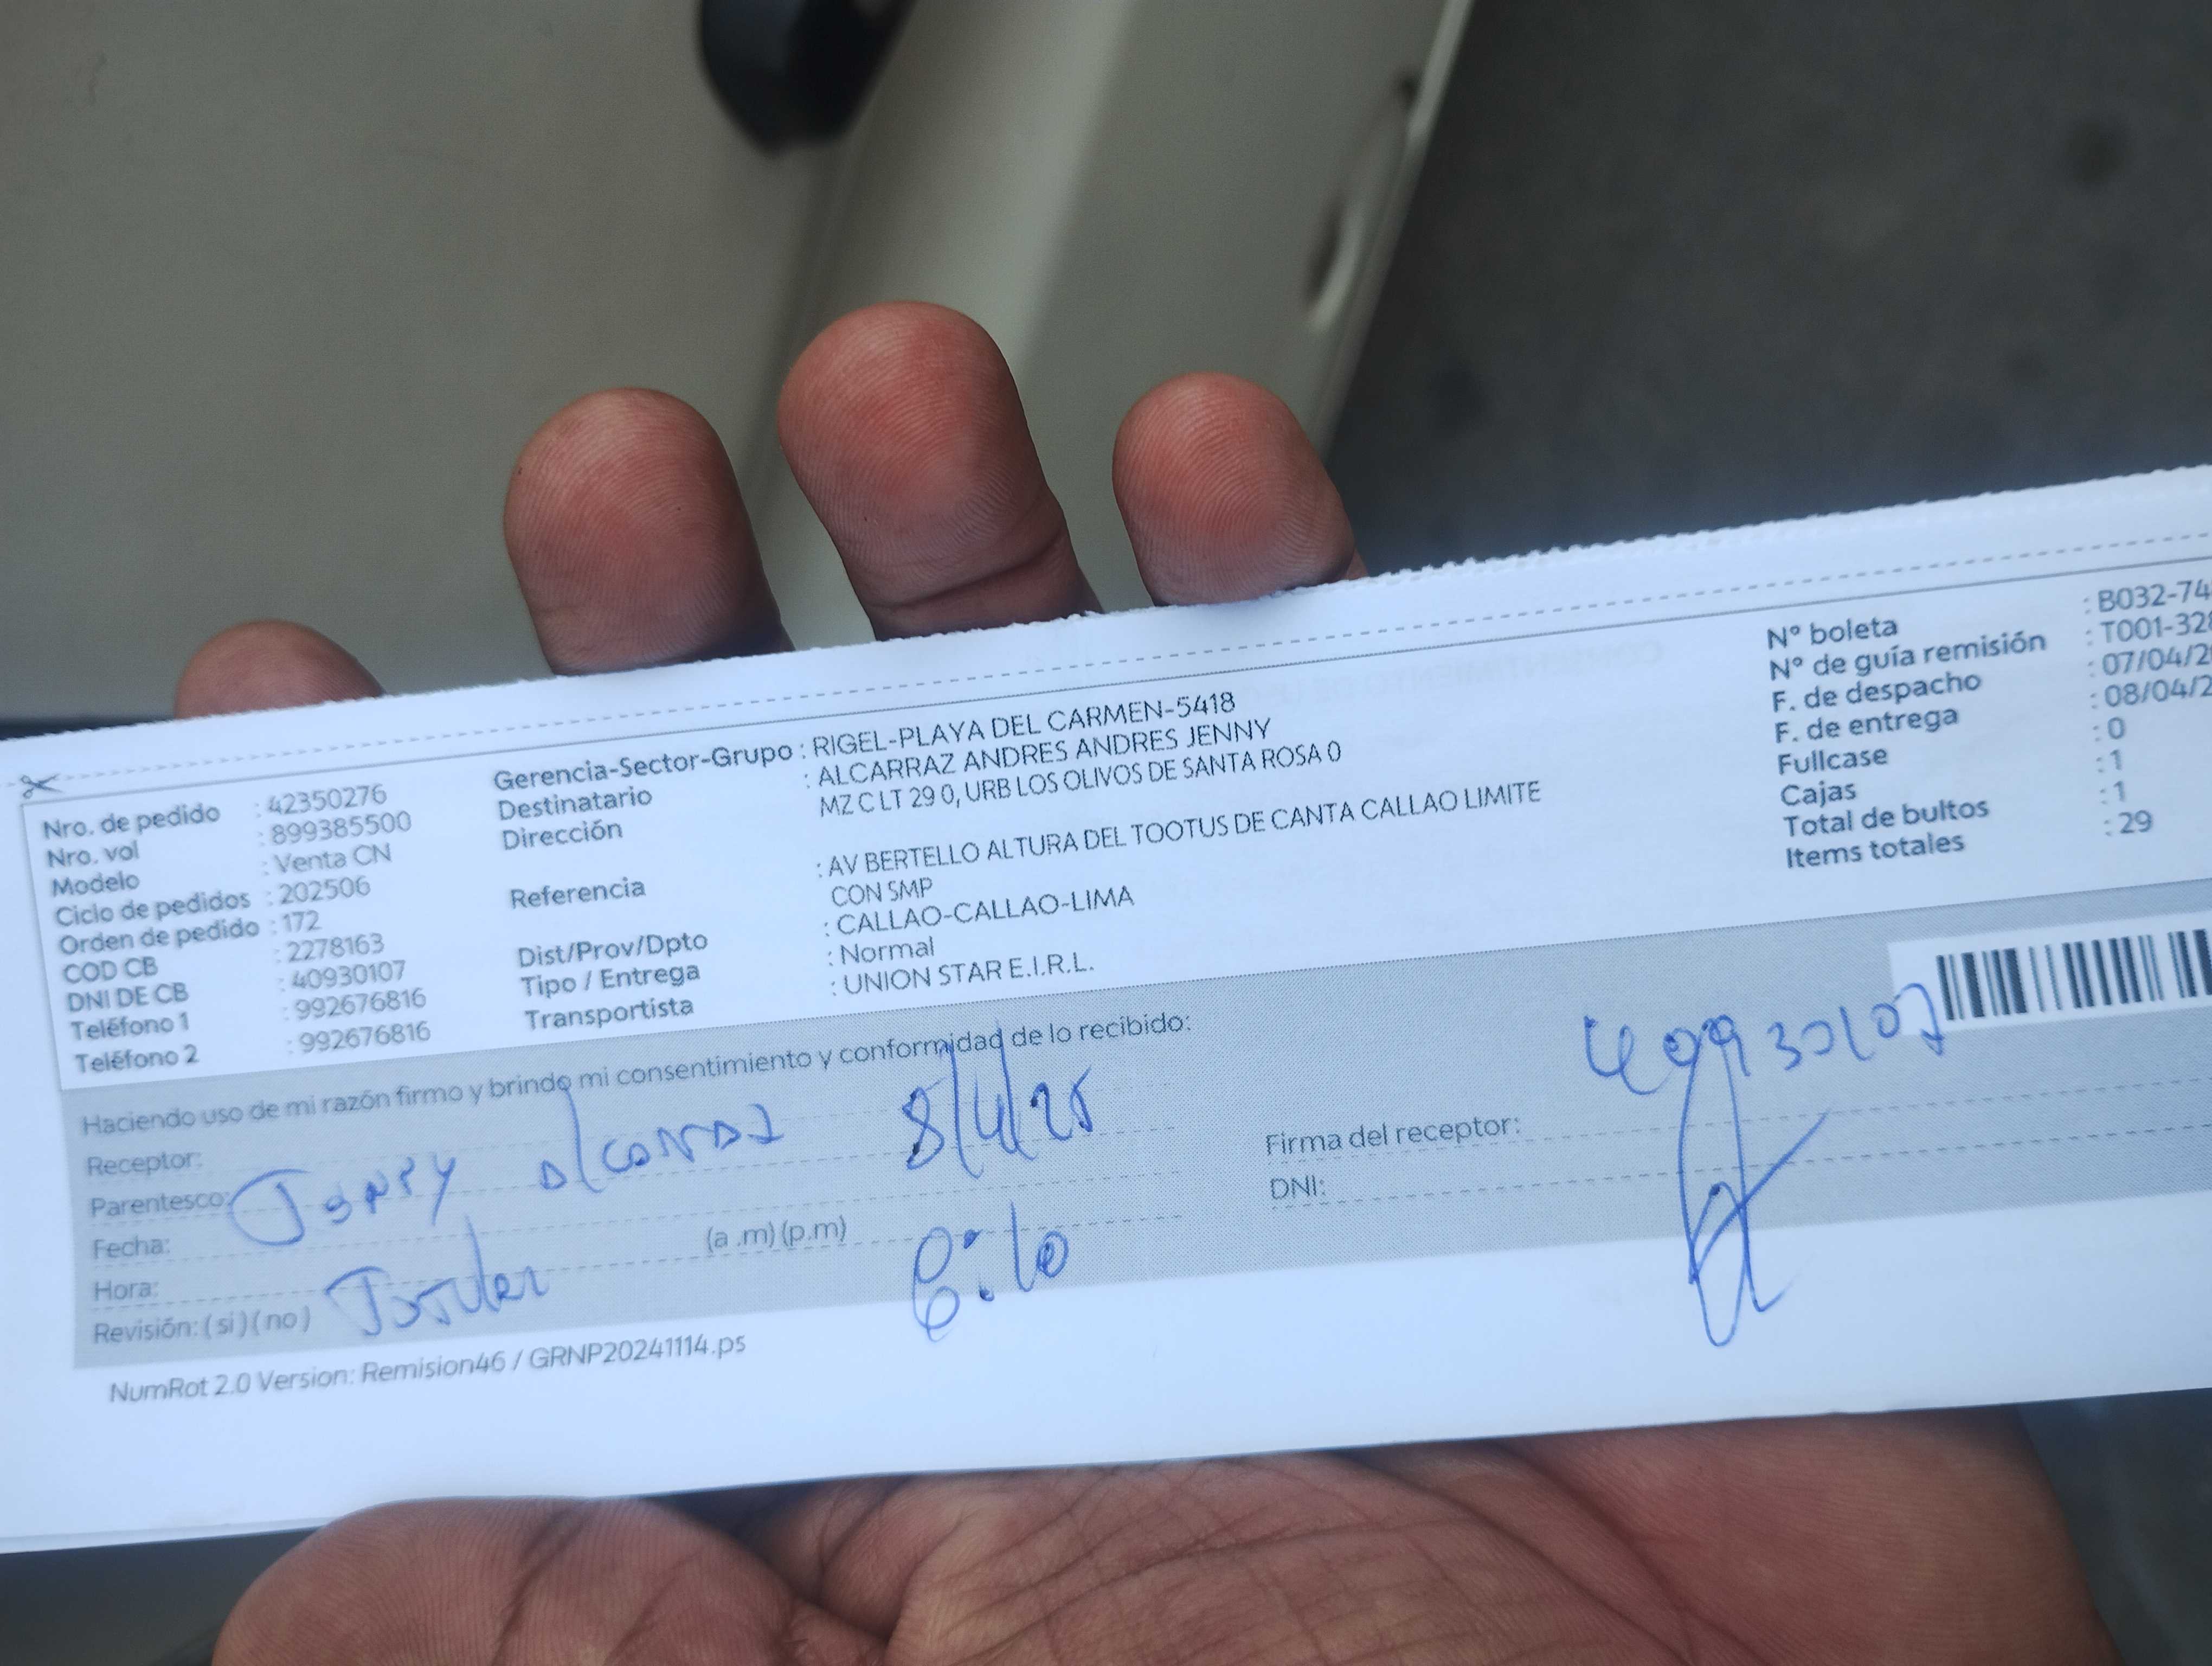 Nro. de pedido : 42350276
Nro. vol : 899385500
Modelo : Venta CN
Ciclo de pedidos : 202506
Orden de pedido : 172
COD CB : 2278163
DNI DE CB : 40930107
Teléfono 1 : 992676816
Teléfono 2 : 992676816
Gerencia-Sector-Grupo : RIGEL-PLAYA DEL CARMEN-5418
Destinatario : ALCARRAZ ANDRES ANDRES JENNY
Dirección MZ C LT 29 0, URB LOS OLIVOS DE SANTA ROSA 0
Referencia : AV BERTELLO ALTURA DEL TOOTUS DE CANTA CALLAO LIMITE
CON SMP
Dist/Prov/Dpto : CALLAO-CALLAO-LIMA
Tipo / Entrega : Normal
Transportista : UNION STAR E.I.R.L.
N° boleta : B032-74
N° de guía remisión : T001-328
F. de despacho : 07/04/2
F. de entrega : 08/04/2
Fullcase : 0
Cajas : 1
Total de bultos : 1
Items totales : 29
Haciendo uso de mi razón firmo y brindo mi consentimiento y conformidad de lo recibido:
Receptor:
Parentesco:
Fecha:
Hora: (a .m) (p.m)
Revisión: ( si ) ( no )
8/4/25
6:10
Firma del receptor:
DNI:
40930107
NumRot 2.0 Version: Remision46 / GRNP20241114.ps